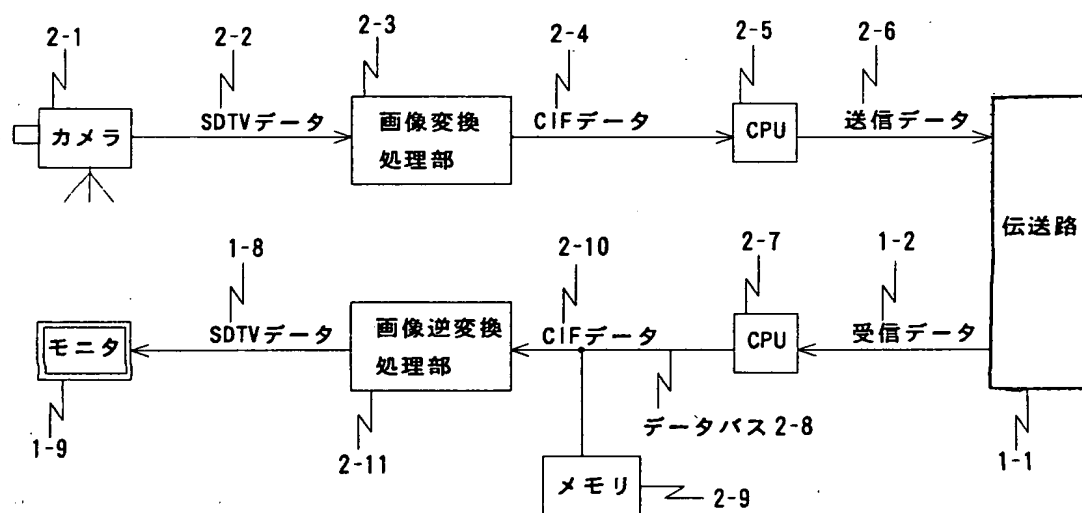 2-1
2-2
2-3
2-4
2-5
2-6
カメラ
SDTVデータ
画像変換
処理部
CIFデータ
CPU
送信データ
伝送路
1-8
2-10
2-7
1-2
モニタ
SDTVデータ
画像逆変換
処理部
CIFデータ
CPU
受信データ
データバス2-8
1-9
2-11
メモリ
2-9
1-1